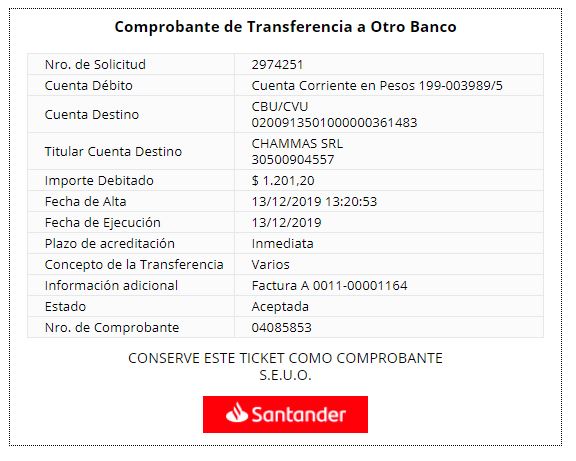 Comprobante de Transferencia a Otro Banco
Nro. de Solicitud 2974251
Cuenta Débito Cuenta Corriente en Pesos 199-003989/5
Cuenta Destino CBU/CVU
0200913501000000361483
Titular Cuenta Destino CHAMMAS SRL
30500904557
Importe Debitado $ 1.201,20
Fecha de Alta 13/12/2019 13:20:53
Fecha de Ejecución 13/12/2019
Plazo de acreditación Inmediata
Concepto de la Transferencia Varios
Información adicional Factura A 0011-00001164
Estado Aceptada
Nro. de Comprobante 04085853
CONSERVE ESTE TICKET COMO COMPROBANTE
S.E.U.O.
Santander